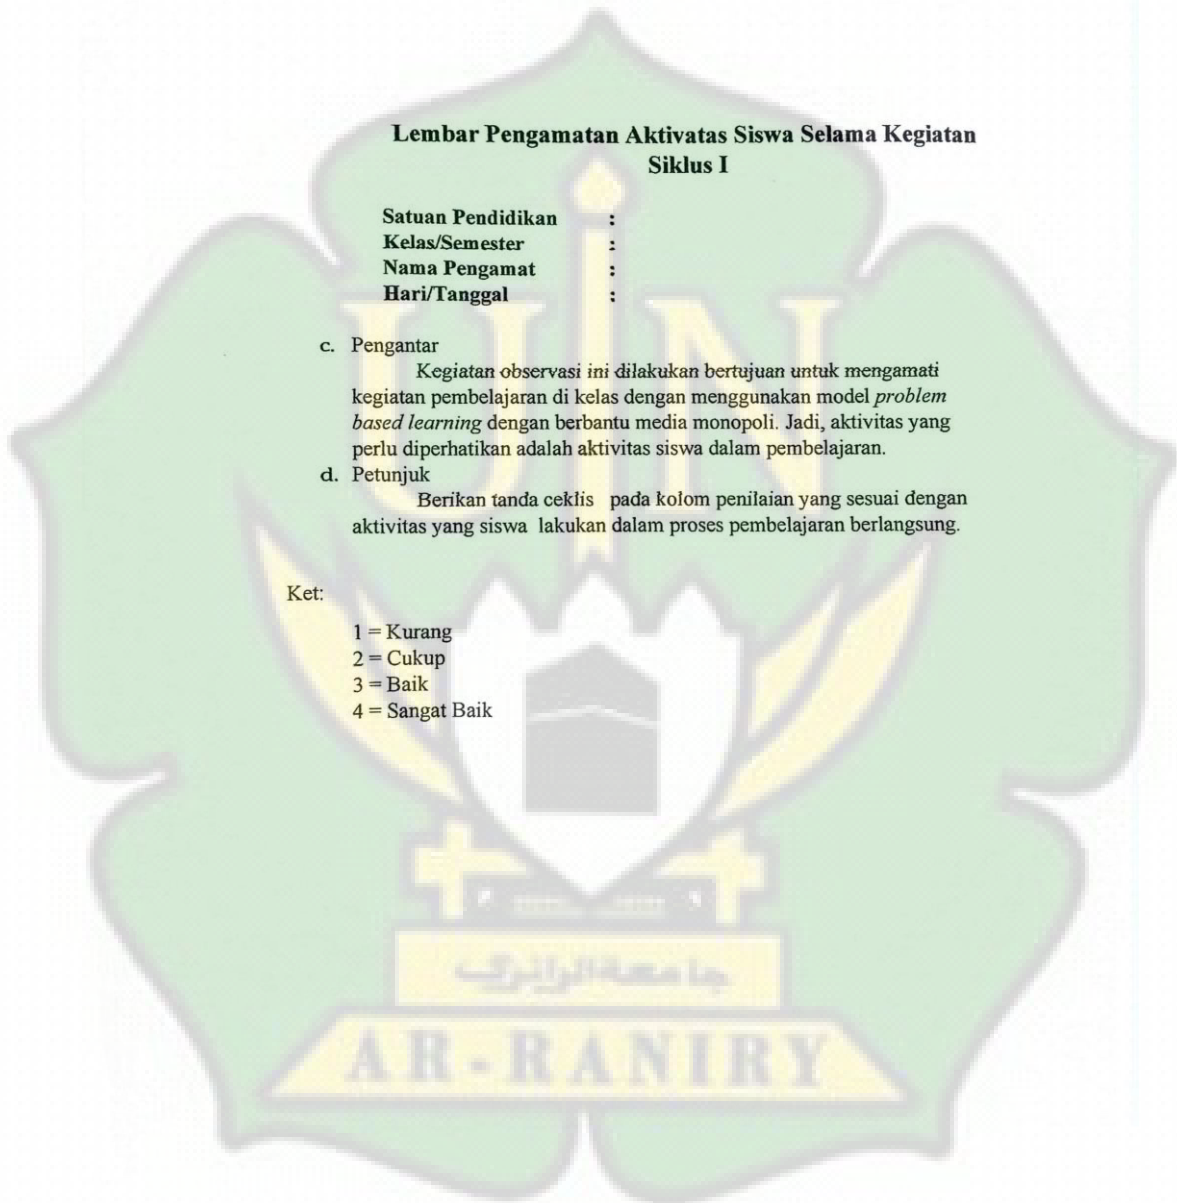 Lembar Pengamatan Aktivatas Siswa Selama Kegiatan
Siklus I
Satuan Pendidikan :
Kelas/Semester :
Nama Pengamat :
Hari/Tanggal :
c. Pengantar
Kegiatan observasi ini dilakukan bertujuan untuk mengamati
kegiatan pembelajaran di kelas dengan menggunakan model problem
based learning dengan berbantu media monopoli. Jadi, aktivitas yang
perlu diperhatikan adalah aktivitas siswa dalam pembelajaran.
d. Petunjuk
Berikan tanda ceklis pada kolom penilaian yang sesuai dengan
aktivitas yang siswa lakukan dalam proses pembelajaran berlangsung.
Ket:
1 = Kurang
2 = Cukup
3 = Baik
4 = Sangat Baik
UIN
جامعة الرانري
AR-RANIRY